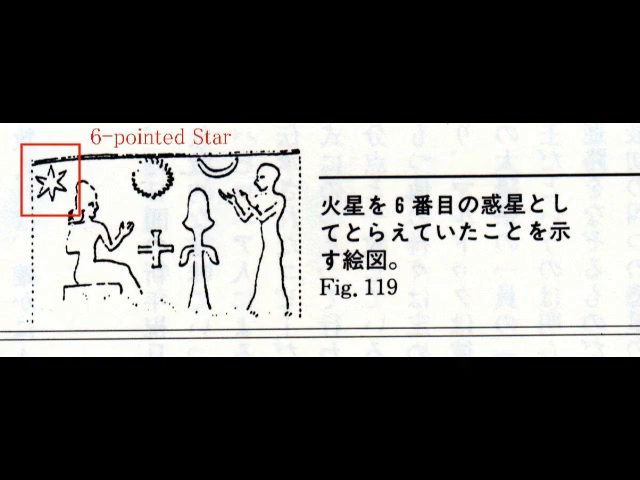 6-pointed Star
火星を6番目の惑星とし
てとらえていたことを示
す絵図。
Fig. 119